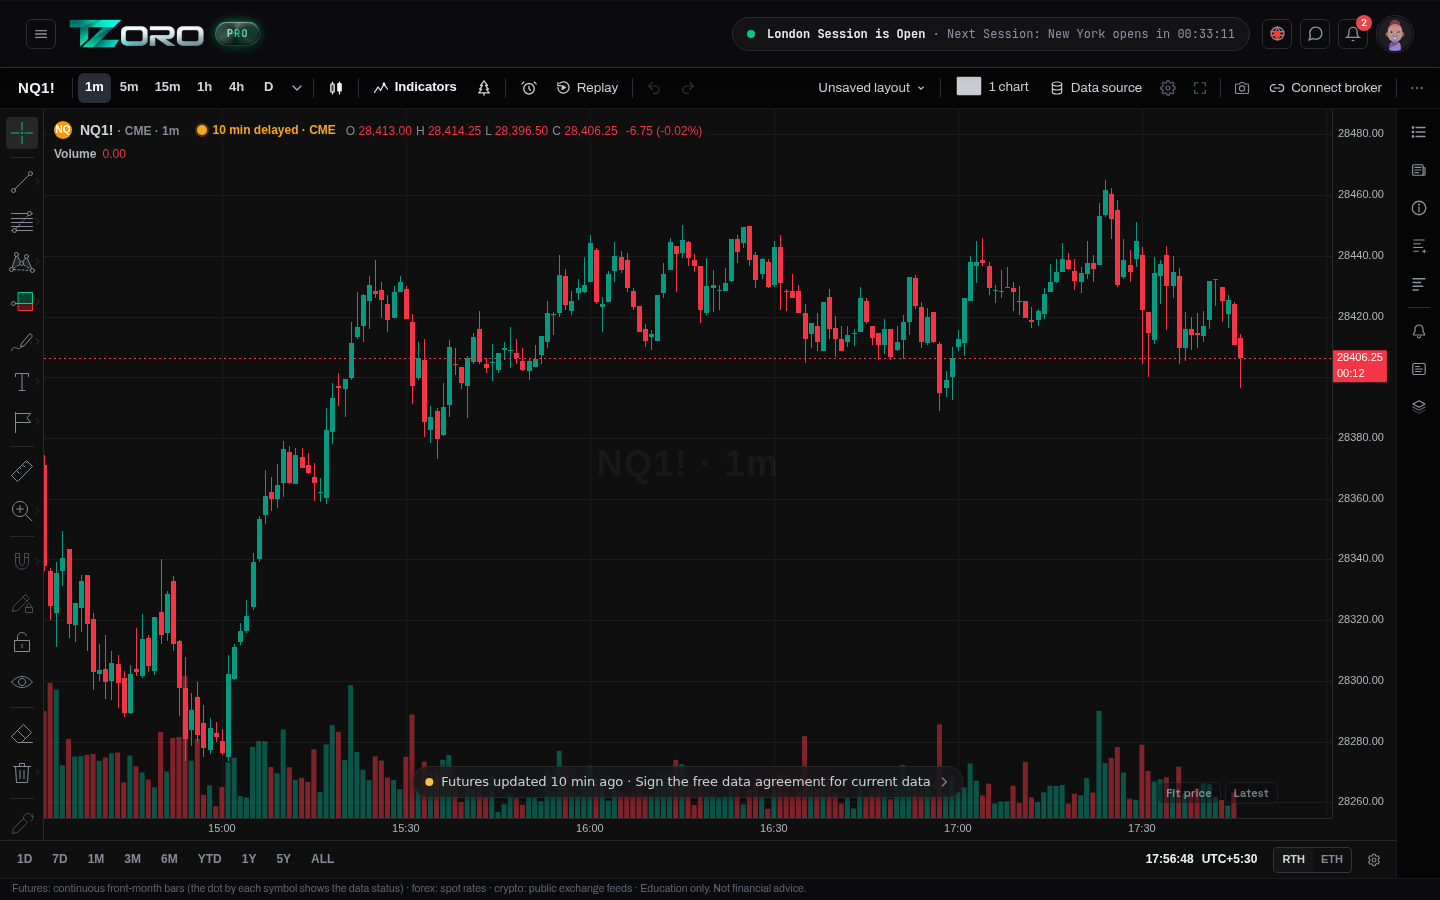 TZORO PRO
London Session is Open · Next Session: New York opens in 00:33:11
2
NQ1! 1m 5m 15m 1h 4h D Indicators Replay Unsaved layout 1 chart Data source Connect broker
NQ NQ1! · CME · 1m 10 min delayed · CME O 28,413.00 H 28,414.25 L 28,396.50 C 28,406.25 -6.75 (-0.02%)
Volume 0.00
28480.00
28460.00
28440.00
28420.00
28406.25
00:12
28380.00
NQ1! · 1m
28360.00
28340.00
28320.00
28300.00
28280.00
Futures updated 10 min ago · Sign the free data agreement for current data
Fit price Latest
28260.00
15:00 15:30 16:00 16:30 17:00 17:30
1D 7D 1M 3M 6M YTD 1Y 5Y ALL 17:56:48 UTC+5:30 RTH ETH
Futures: continuous front-month bars (the dot by each symbol shows the data status) · forex: spot rates · crypto: public exchange feeds · Education only. Not financial advice.